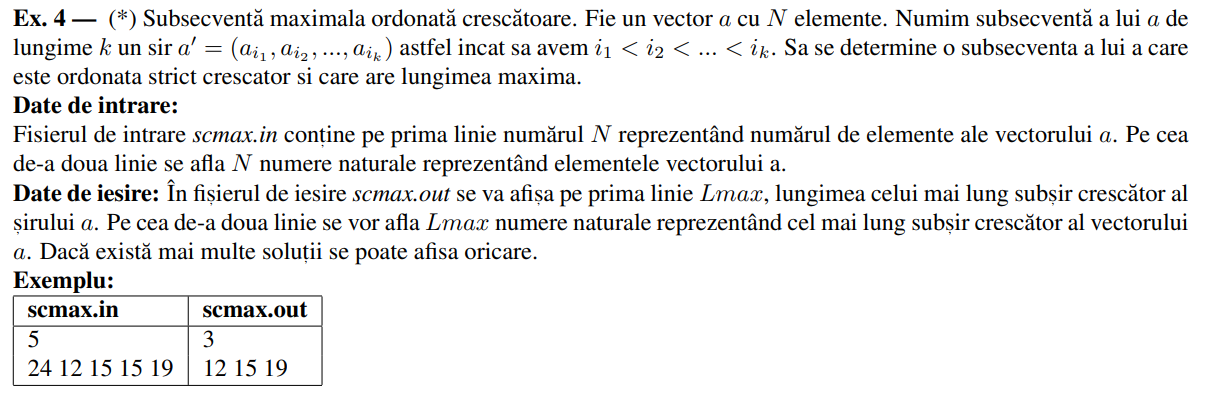 Ex. 4 — (*) Subsecventă maximala ordonată crescătoare. Fie un vector a cu N elemente. Numim subsecventă a lui a de
lungime k un sir a′ = (a_{i_1}, a_{i_2}, ..., a_{i_k}) astfel incat sa avem i_1 < i_2 < ... < i_k. Sa se determine o subsecventa a lui a care
este ordonata strict crescator si care are lungimea maxima.
Date de intrare:
Fisierul de intrare scmax.in conține pe prima linie numărul N reprezentând numărul de elemente ale vectorului a. Pe cea
de-a doua linie se afla N numere naturale reprezentând elementele vectorului a.
Date de iesire: În fișierul de iesire scmax.out se va afișa pe prima linie Lmax, lungimea celui mai lung subșir crescător al
șirului a. Pe cea de-a doua linie se vor afla Lmax numere naturale reprezentând cel mai lung subșir crescător al vectorului
a. Dacă există mai multe soluții se poate afisa oricare.
Exemplu:
scmax.in scmax.out
5 3
24 12 15 15 19 12 15 19